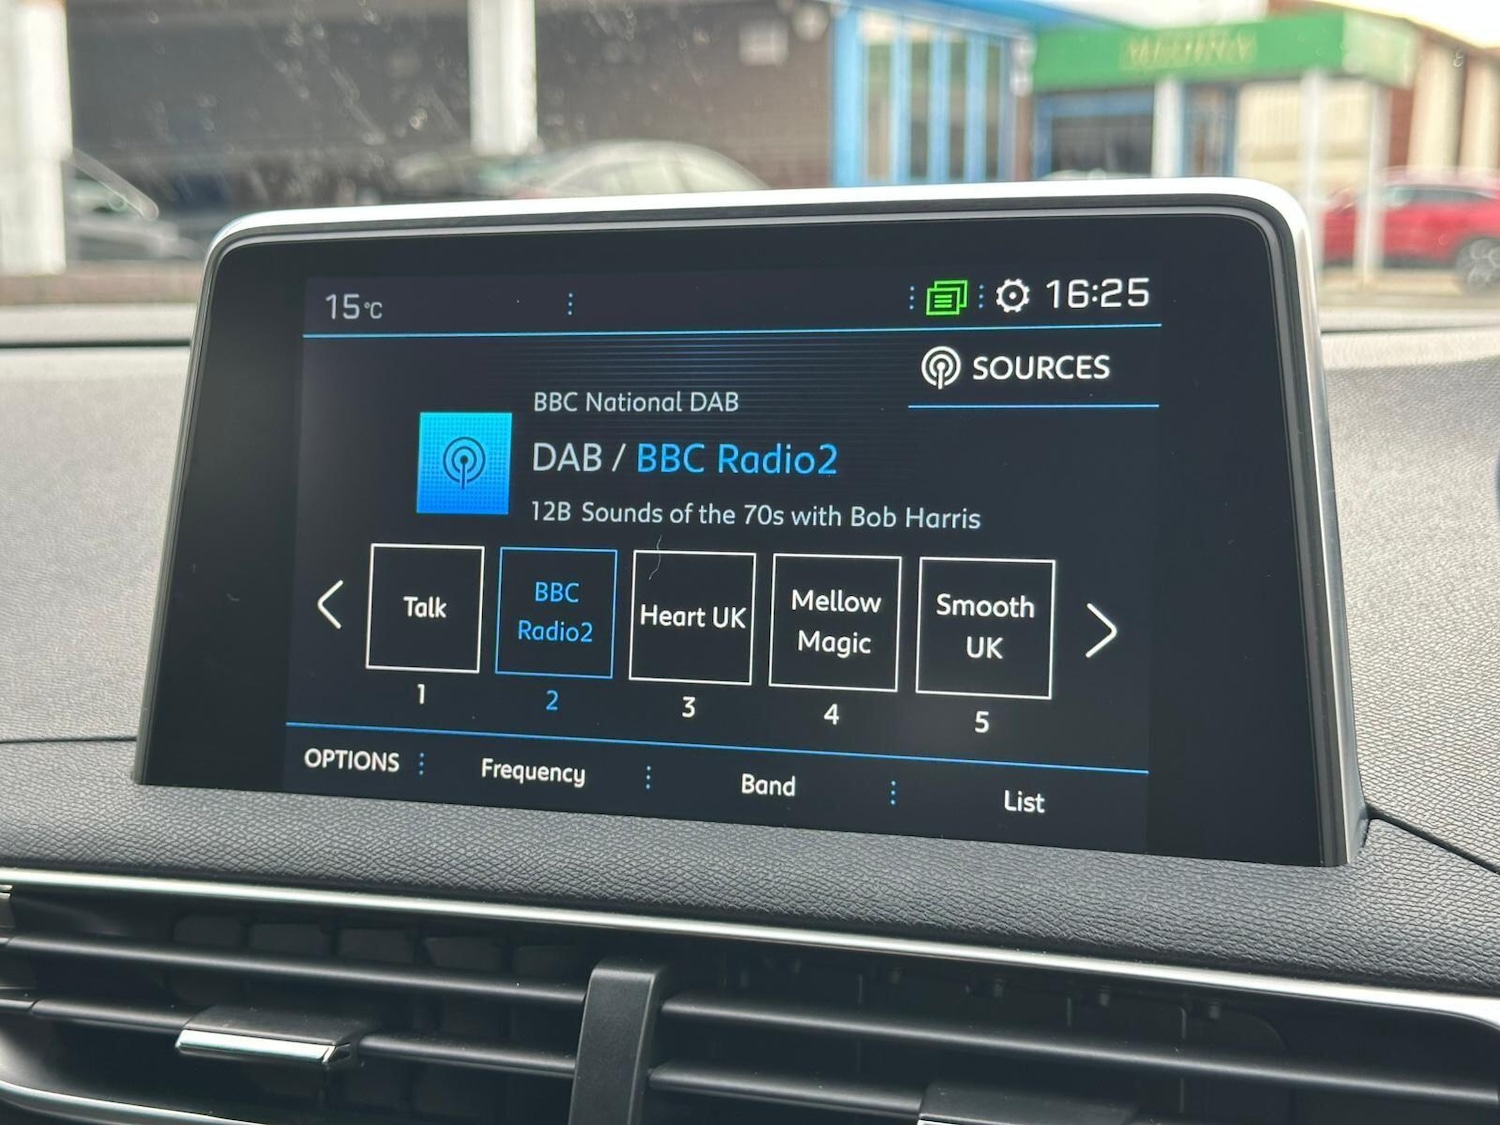 15°C
16:25
SOURCES
BBC National DAB
DAB / BBC Radio2
12B Sounds of the 70s with Bob Harris
Talk
BBC
Radio2
Heart UK
Mellow
Magic
Smooth
UK
1
2
3
4
5
OPTIONS
Frequency
Band
List